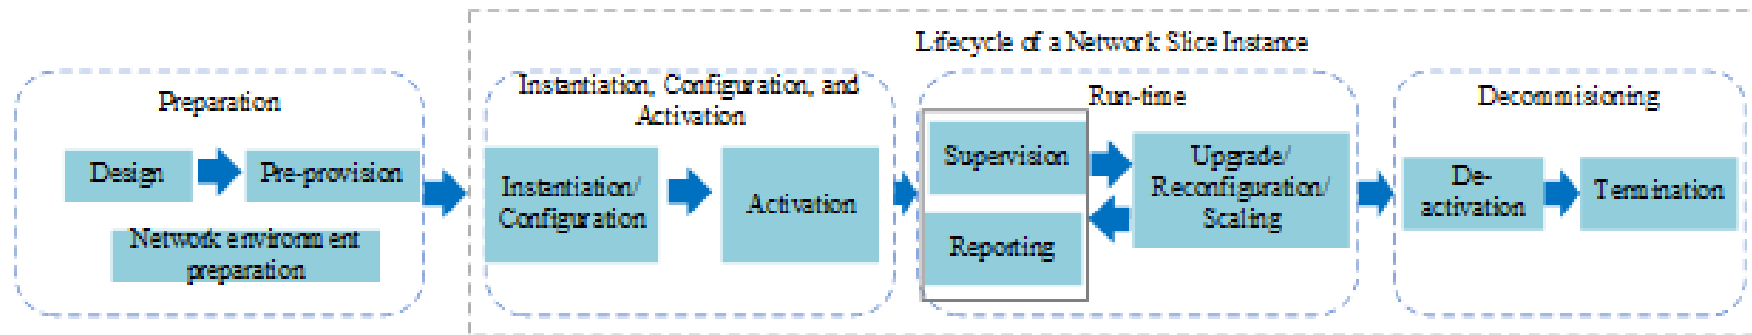 Lifecycle of a Network Slice Instance
Preparation
Design
Pre-provision
Network environment
preparation
Instantiation, Configuration, and
Activation
Instantiation/
Configuration
Activation
Run-time
Supervision
Reporting
Upgrade/
Reconfiguration/
Scaling
Decommisioning
De-
activation
Termination